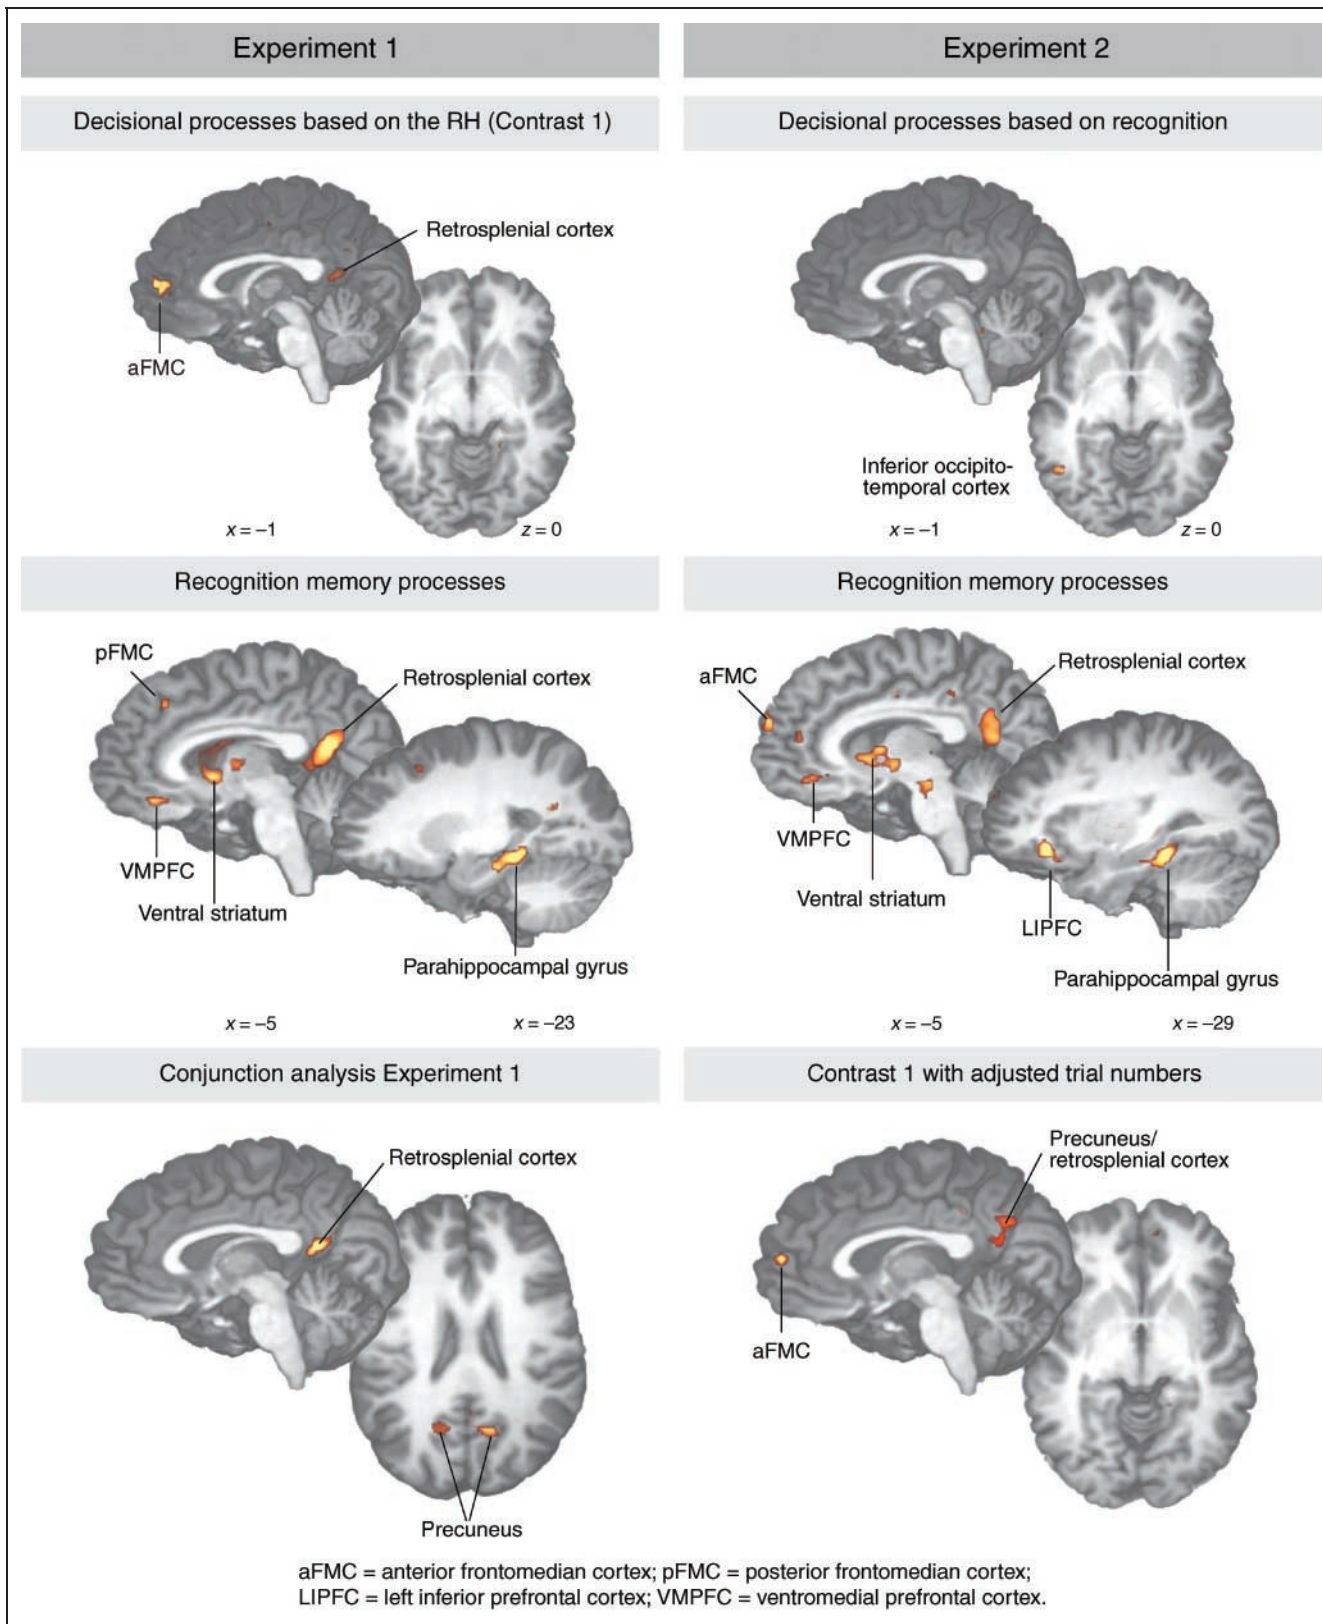 Experiment 1
Experiment 2
Decisional processes based on the RH (Contrast 1)
Decisional processes based on recognition
Retrosplenial cortex
aFMC
x = –1
z = 0
Inferior occipito-
temporal cortex
x = –1
z = 0
Recognition memory processes
Recognition memory processes
pFMC
Retrosplenial cortex
VMPFC
Ventral striatum
Parahippocampal gyrus
x = –5
x = –23
aFMC
Retrosplenial cortex
VMPFC
Ventral striatum
LIPFC
Parahippocampal gyrus
x = –5
x = –29
Conjunction analysis Experiment 1
Contrast 1 with adjusted trial numbers
Retrosplenial cortex
Precuneus
Precuneus/
retrosplenial cortex
aFMC
aFMC = anterior frontomedian cortex; pFMC = posterior frontomedian cortex;
LIPFC = left inferior prefrontal cortex; VMPFC = ventromedial prefrontal cortex.